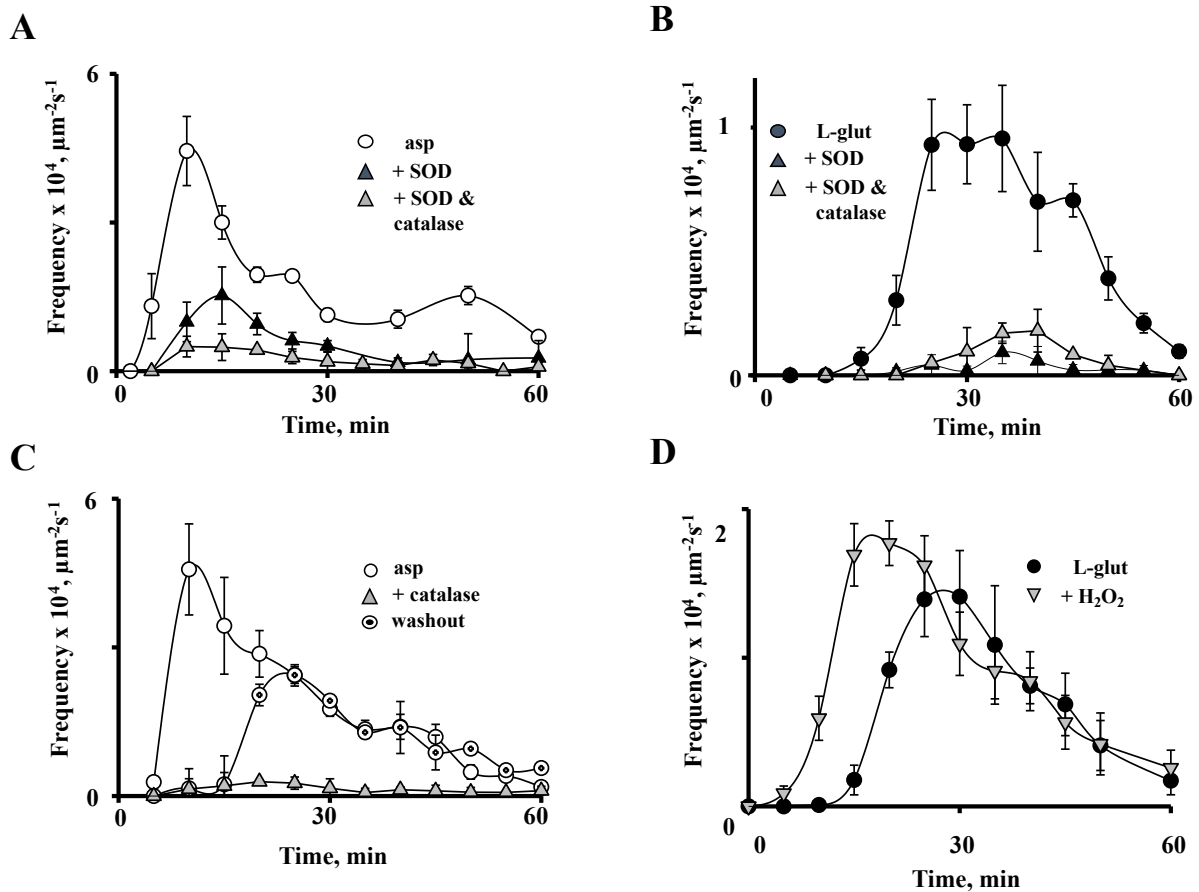 A
Frequency x 10⁴, µm⁻²s⁻¹
6
0
30
60
Time, min
asp
+ SOD
+ SOD &
catalase
B
Frequency x 10⁴, µm⁻²s⁻¹
1
0
0
30
60
Time, min
L-glut
+ SOD
+ SOD &
catalase
C
Frequency x 10⁴, µm⁻²s⁻¹
6
0
0
30
60
Time, min
asp
+ catalase
washout
D
Frequency x 10⁴, µm⁻²s⁻¹
2
0
0
30
60
Time, min
L-glut
+ H₂O₂